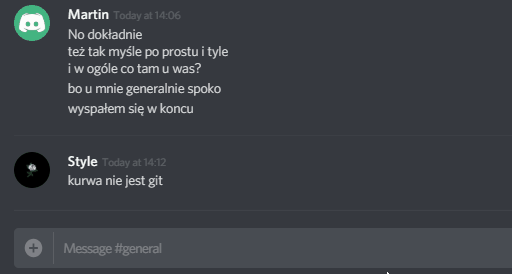 Martin Today at 14:06
No dokładnie
też tak myśle po prostu i tyle
i w ogóle co tam u was?
bo u mnie generalnie spoko
wyspałem się w koncu
Style Today at 14:12
kurwa nie jest git
Message #general